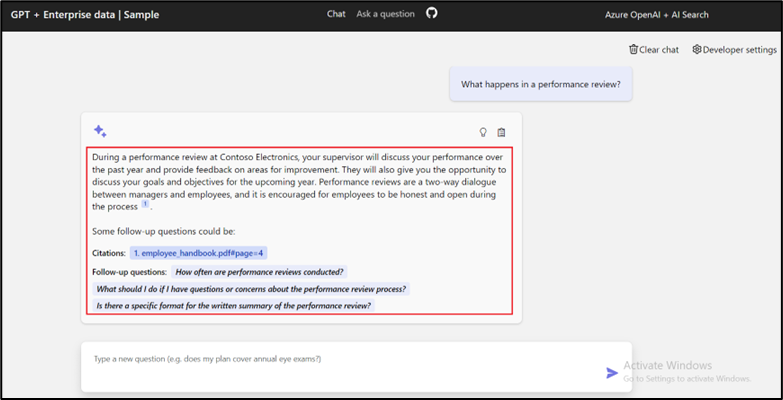 GPT + Enterprise data | Sample
Chat
Ask a question
Azure OpenAI + AI Search
Clear chat
Developer settings
What happens in a performance review?
During a performance review at Contoso Electronics, your supervisor will discuss your performance over
the past year and provide feedback on areas for improvement. They will also give you the opportunity to
discuss your goals and objectives for the upcoming year. Performance reviews are a two-way dialogue
between managers and employees, and it is encouraged for employees to be honest and open during
the process 1.
Some follow-up questions could be:
Citations: 1. employee_handbook.pdf#page=4
Follow-up questions: How often are performance reviews conducted?
What should I do if I have questions or concerns about the performance review process?
Is there a specific format for the written summary of the performance review?
Type a new question (e.g. does my plan cover annual eye exams?)
Activate Windows
Go to Settings to activate Windows.